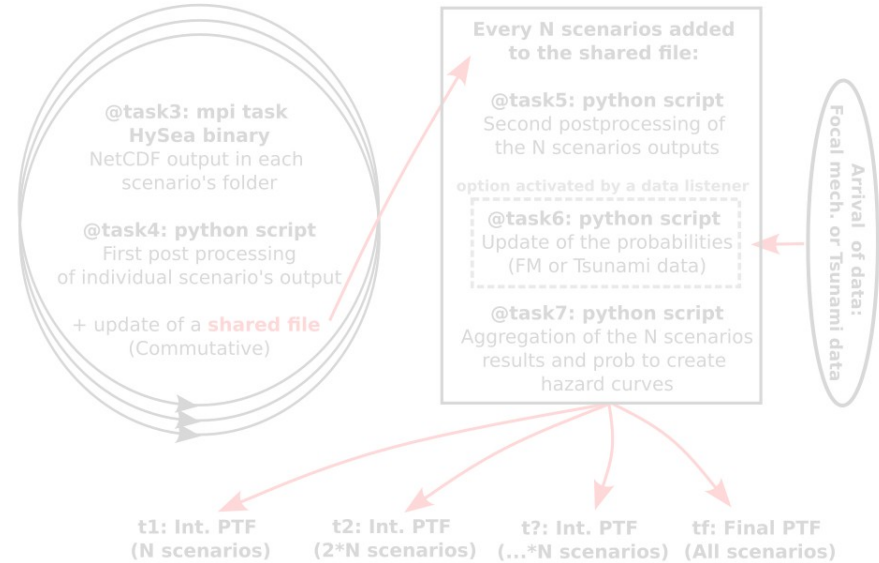 @task3: mpi task
HySea binary
NetCDF output in each
scenario's folder
@task4: python script
First post processing
of individual scenario's output
+ update of a shared file
(Commutative)
Every N scenarios added
to the shared file:
@task5: python script
Second postprocessing of
the N scenarios outputs
option activated by a data listener
@task6: python script
Update of the probabilities
(FM or Tsunami data)
@task7: python script
Aggregation of the N scenarios
results and prob to create
hazard curves
Arrival of data:
Focal mech. or Tsunami data
t1: Int. PTF
(N scenarios)
t2: Int. PTF
(2*N scenarios)
t?: Int. PTF
(...*N scenarios)
tf: Final PTF
(All scenarios)